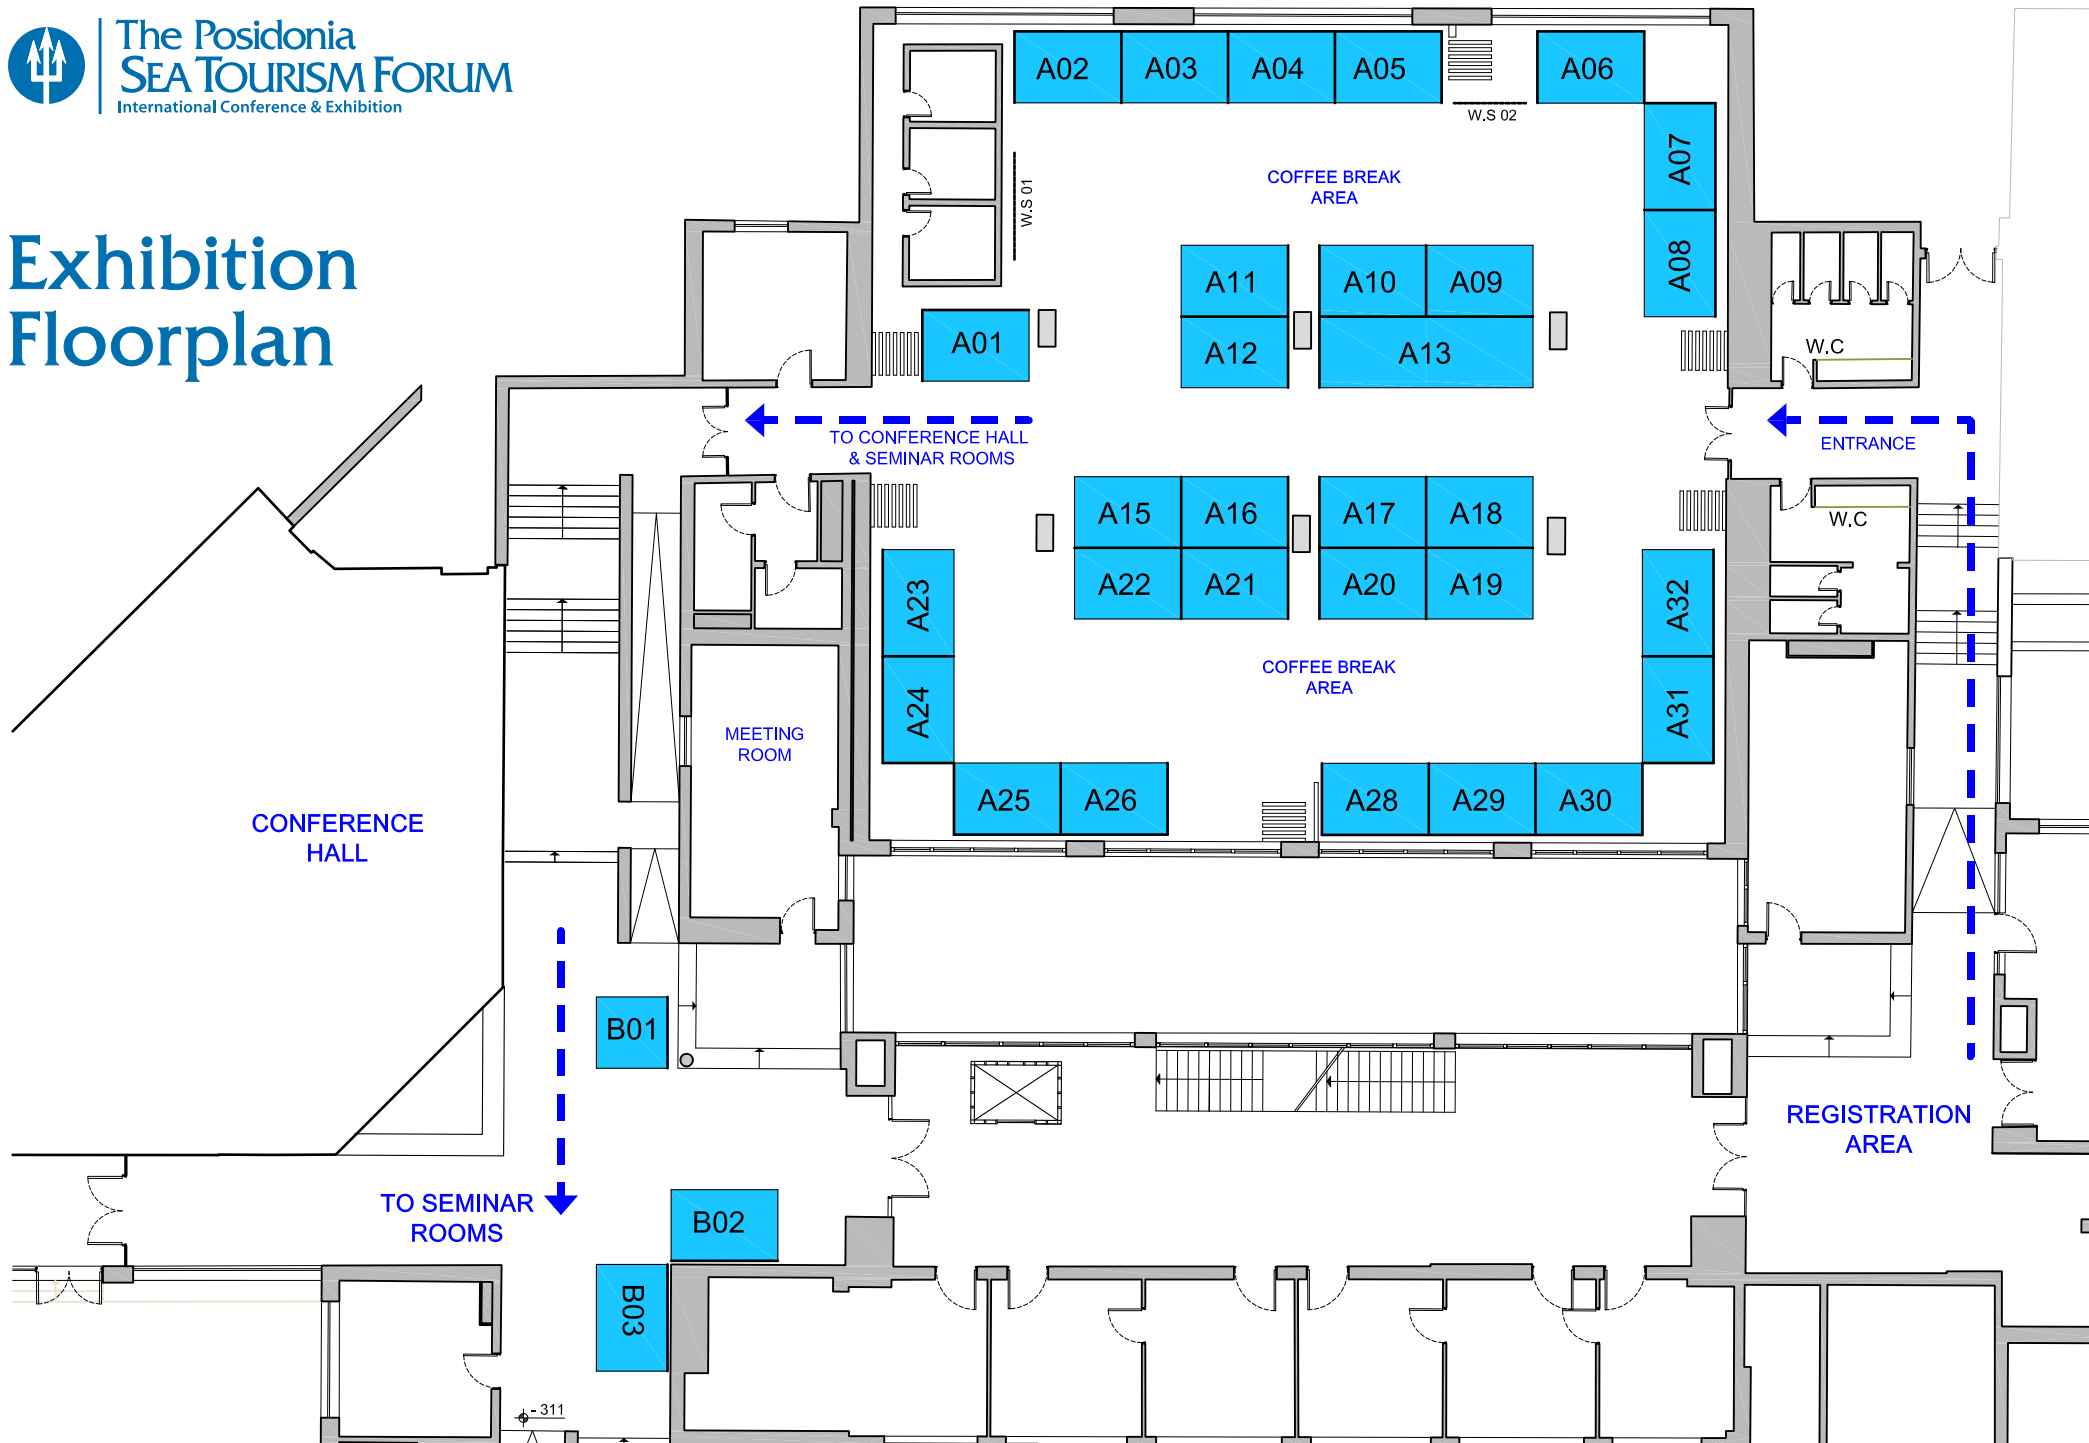 The Posidonia
SEA TOURISM FORUM
International Conference & Exhibition
Exhibition
Floorplan
A02
A03
A04
A05
A06
W.S 02
A07
A08
W.S 01
COFFEE BREAK
AREA
A11
A10
A09
A01
A12
A13
W.C
TO CONFERENCE HALL
& SEMINAR ROOMS
ENTRANCE
A15
A16
A17
A18
W.C
A22
A21
A20
A19
A23
A24
A32
A31
COFFEE BREAK
AREA
MEETING
ROOM
A25
A26
A28
A29
A30
CONFERENCE
HALL
B01
REGISTRATION
AREA
TO SEMINAR
ROOMS
B02
B03
- 311